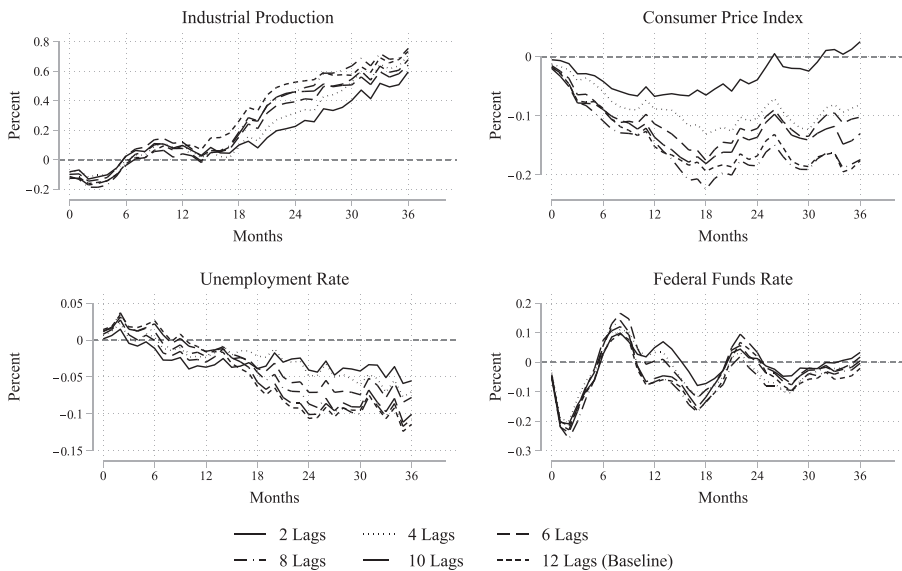 Industrial Production
Consumer Price Index
Percent
0.8
0.6
0.4
0.2
0
−0.2
0 6 12 18 24 30 36
Months
Percent
0
−0.1
−0.2
0 6 12 18 24 30 36
Months
Unemployment Rate
Federal Funds Rate
Percent
0.05
0
−0.05
−0.1
−0.15
0 6 12 18 24 30 36
Months
Percent
0.2
0.1
0
−0.1
−0.2
−0.3
0 6 12 18 24 30 36
Months
2 Lags 4 Lags 6 Lags
8 Lags 10 Lags 12 Lags (Baseline)